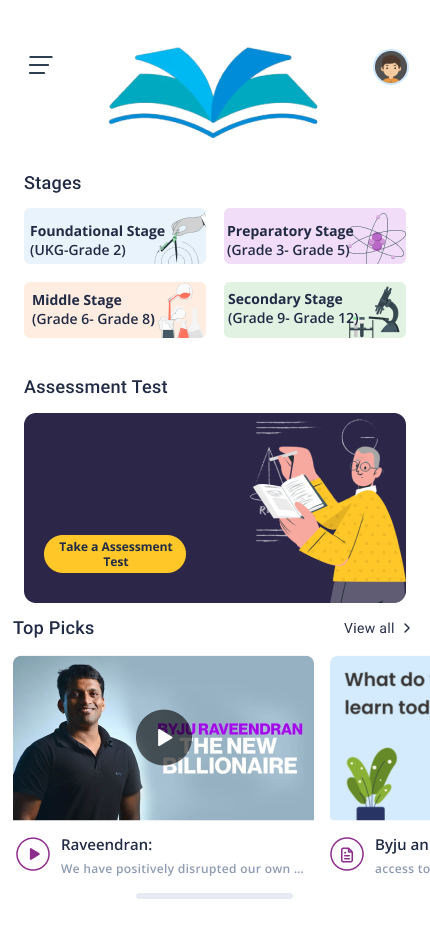 Stages
Foundational Stage
(UKG-Grade 2)
Preparatory Stage
(Grade 3- Grade 5)
Middle Stage
(Grade 6- Grade 8)
Secondary Stage
(Grade 9- Grade 12)
Assessment Test
Take a Assessment
Test
Top Picks
View all
BYJU RAVEENDRAN
THE NEW
BILLIONAIRE
What do
learn tod
Raveendran:
We have positively disrupted our own ...
Byju an
access to